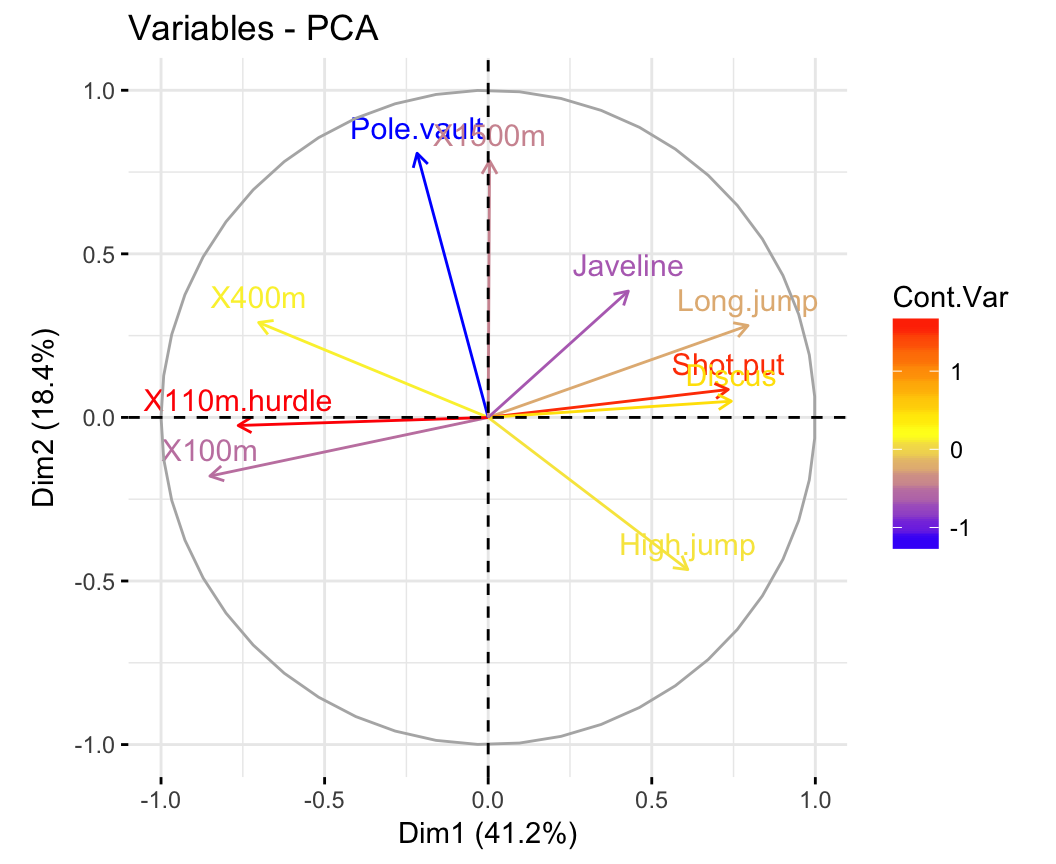 Variables - PCA
1.0
0.5
0.0
-0.5
-1.0
Dim2 (18.4%)
Pole.vault
X1500m
Javeline
X400m
Long.jump
Shot.put
Discus
X110m.hurdle
X100m
High.jump
-1.0
-0.5
0.0
0.5
1.0
Dim1 (41.2%)
Cont.Var
1
0
-1